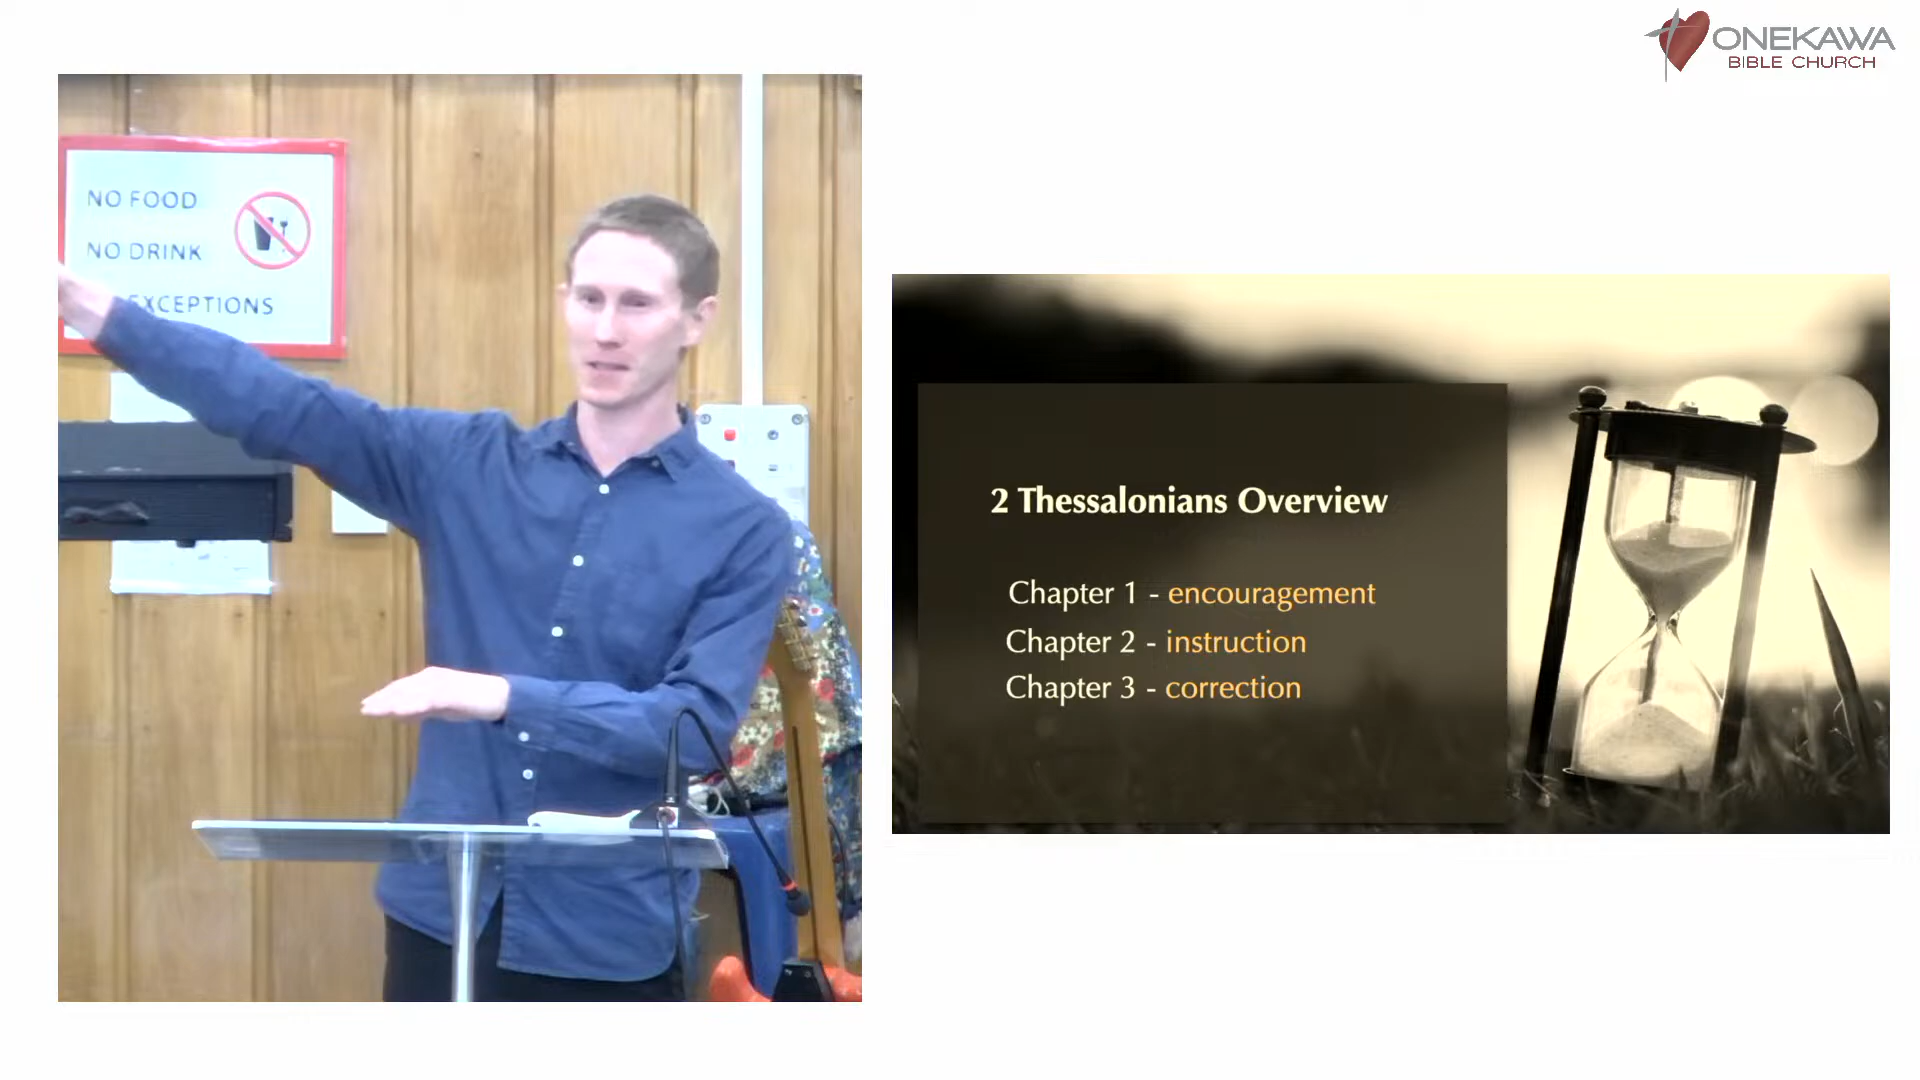 ONEKAWA
BIBLE CHURCH
NO FOOD
NO DRINK
EXCEPTIONS
2 Thessalonians Overview
Chapter 1 - encouragement
Chapter 2 - instruction
Chapter 3 - correction